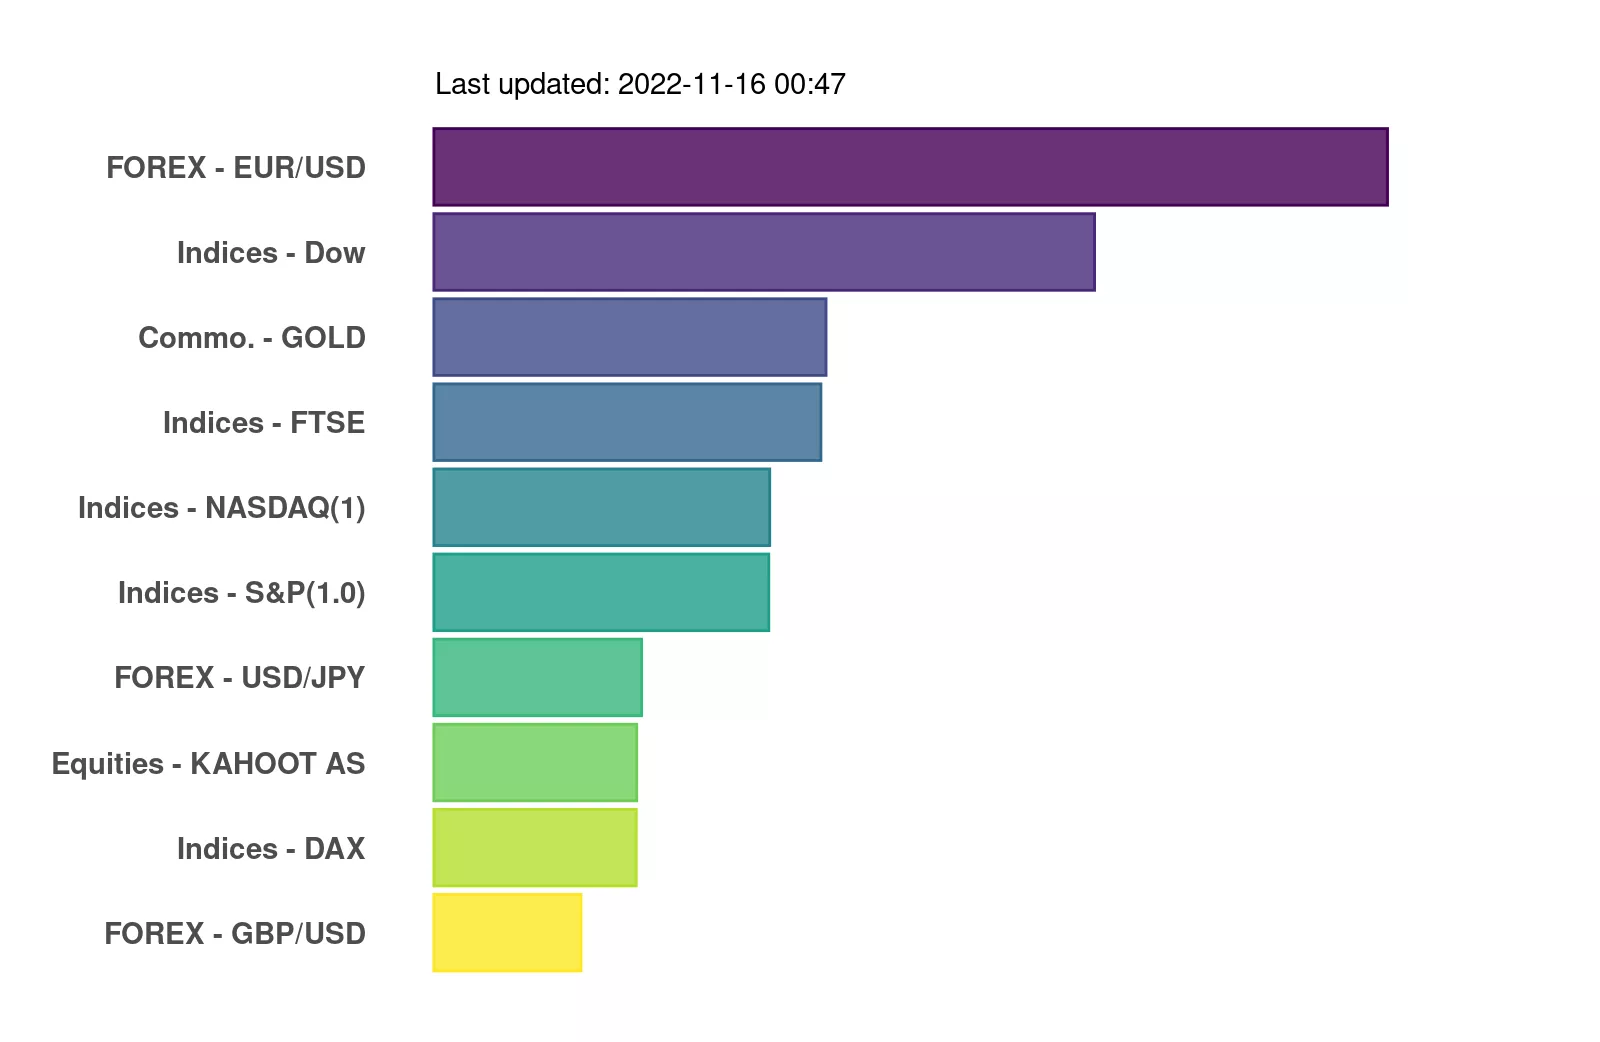 Last updated: 2022-11-16 00:47
FOREX - EUR/USD
Indices - Dow
Commo. - GOLD
Indices - FTSE
Indices - NASDAQ(1)
Indices - S&P(1.0)
FOREX - USD/JPY
Equities - KAHOOT AS
Indices - DAX
FOREX - GBP/USD